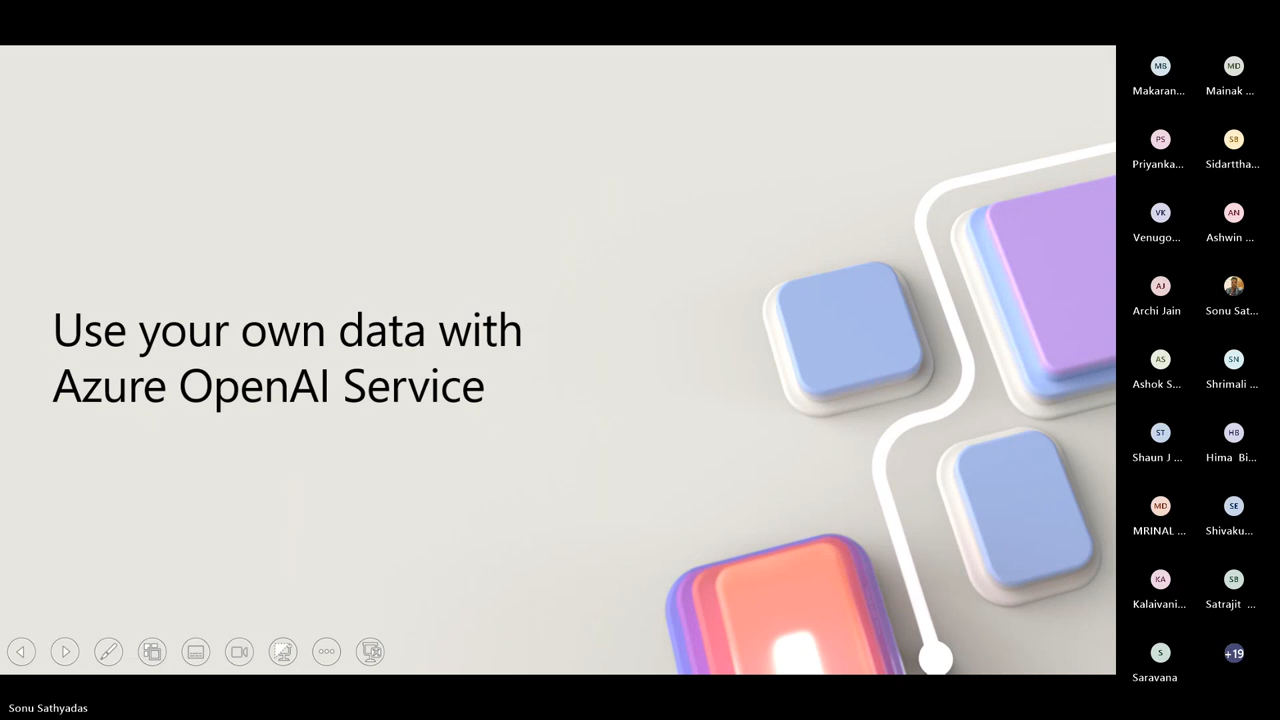 Use your own data with
Azure OpenAI Service
MB MD
Makaran... Mainak ...
PS SB
Priyanka... Sidarttha...
VK AN
Venugo... Ashwin ...
AJ
Archi Jain Sonu Sat...
AS SN
Ashok S... Shrimali ...
ST HB
Shaun J ... Hima Bi...
MD SE
MRINAL ... Shivaku...
KA SB
Kalaivani... Satrajit ...
S +19
Saravana
Sonu Sathyadas